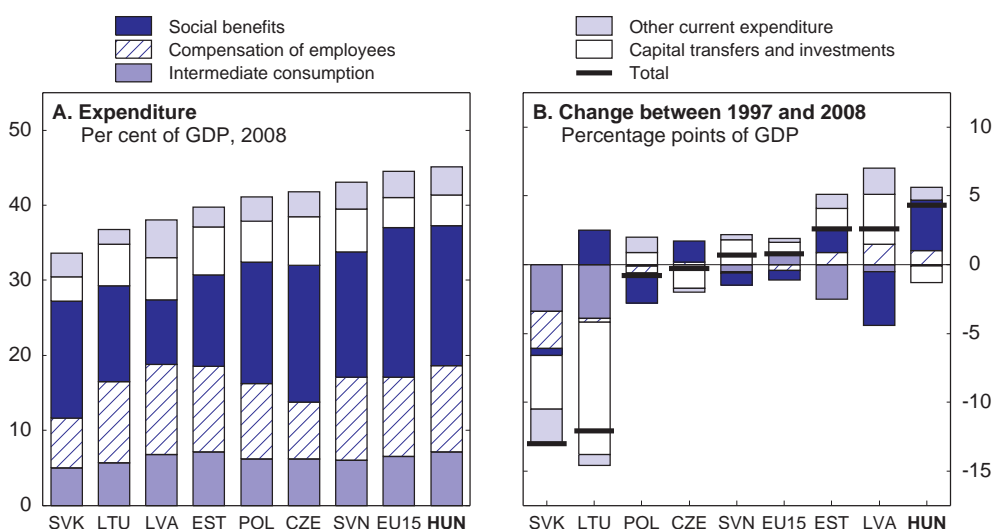 Social benefits
Compensation of employees
Intermediate consumption
Other current expenditure
Capital transfers and investments
Total
A. Expenditure
Per cent of GDP, 2008
50
40
30
20
10
0
SVK LTU LVA EST POL CZE SVN EU15 HUN
B. Change between 1997 and 2008
Percentage points of GDP
10
5
0
-5
-10
-15
SVK LTU POL CZE SVN EU15 EST LVA HUN